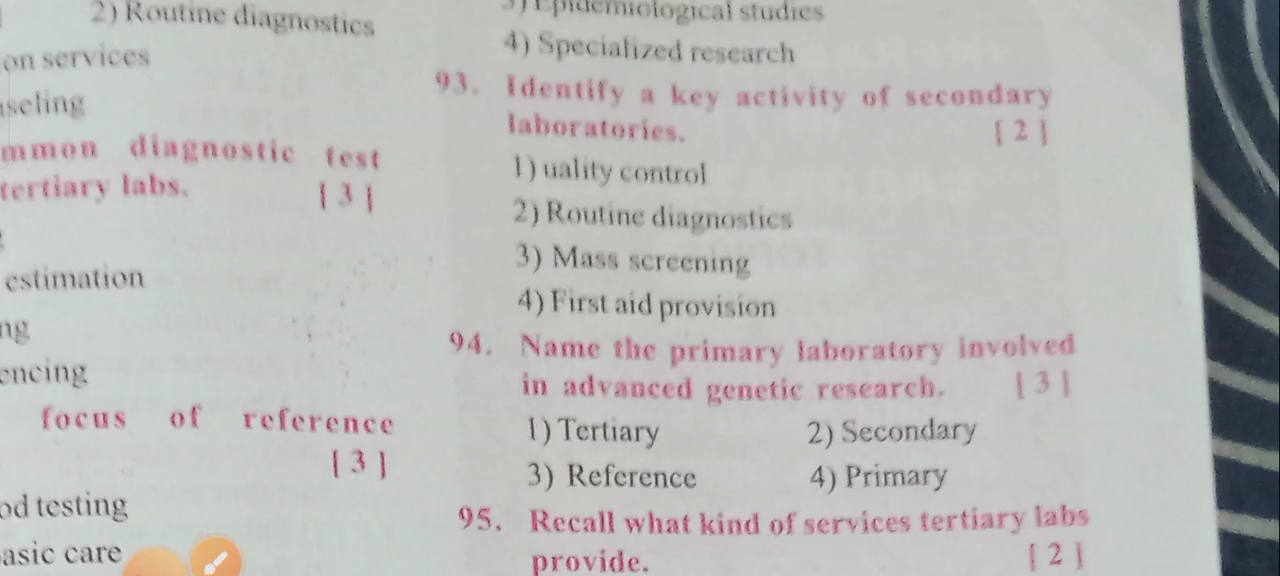 2) Routine diagnostics
on services
seling
mmon diagnostic test
tertiary labs. [ 3 ]
estimation
ng
encing
focus of reference
[ 3 ]
od testing
asic care
3) Epidemiological studies
4) Specialized research
93. Identify a key activity of secondary
laboratories. [ 2 ]
1) uality control
2) Routine diagnostics
3) Mass screening
4) First aid provision
94. Name the primary laboratory involved
in advanced genetic research. [ 3 ]
1) Tertiary 2) Secondary
3) Reference 4) Primary
95. Recall what kind of services tertiary labs
provide. [ 2 ]